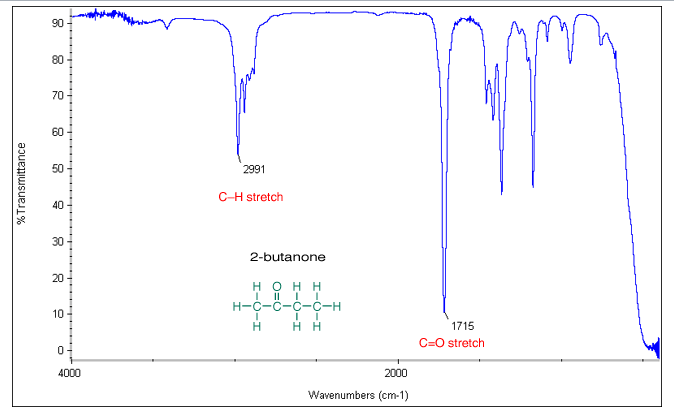 90
80
70
60
50
40
30
20
10
0
%Transmittance
2991
C–H stretch
2-butanone
H O H H
H–C–C–C–C–H
H H H
1715
C=O stretch
4000 2000
Wavenumbers (cm-1)